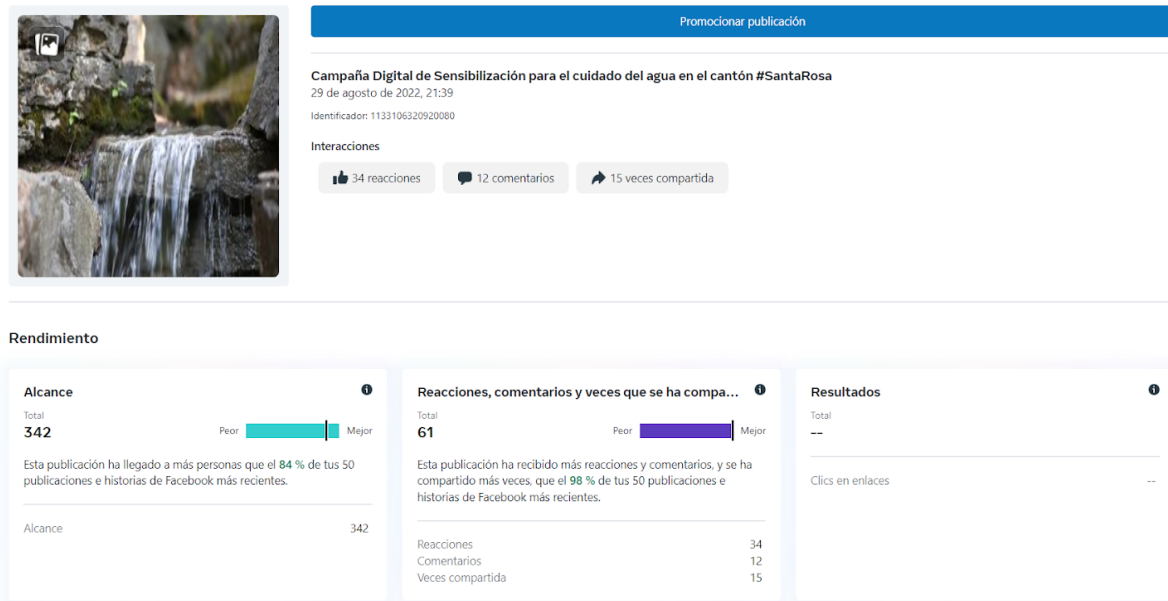 Promocionar publicación
Campaña Digital de Sensibilización para el cuidado del agua en el cantón #SantaRosa
29 de agosto de 2022, 21:39
Identificador: 1133106320920080
Interacciones
34 reacciones
12 comentarios
15 veces compartida
Rendimiento
Alcance
Total
342
Peor
Mejor
Esta publicación ha llegado a más personas que el 84 % de tus 50
publicaciones e historias de Facebook más recientes.
Alcance 342
Reacciones, comentarios y veces que se ha compa...
Total
61
Peor
Mejor
Esta publicación ha recibido más reacciones y comentarios, y se ha
compartido más veces, que el 98 % de tus 50 publicaciones e
historias de Facebook más recientes.
Reacciones 34
Comentarios 12
Veces compartida 15
Resultados
Total
--
Clics en enlaces --